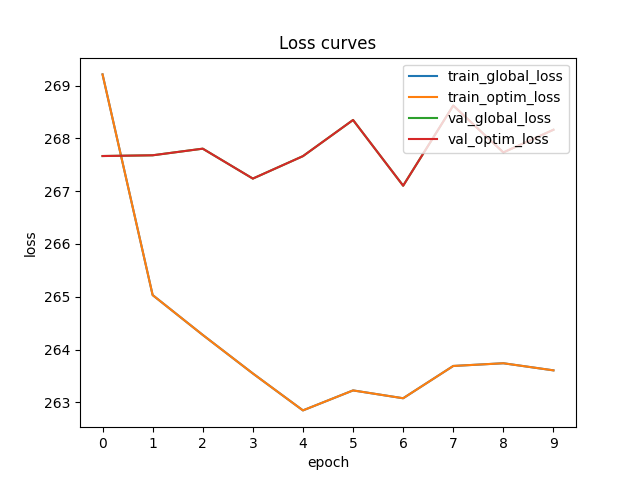 Loss curves
train_global_loss
train_optim_loss
val_global_loss
val_optim_loss
269
268
267
266
265
264
263
loss
0 1 2 3 4 5 6 7 8 9
epoch